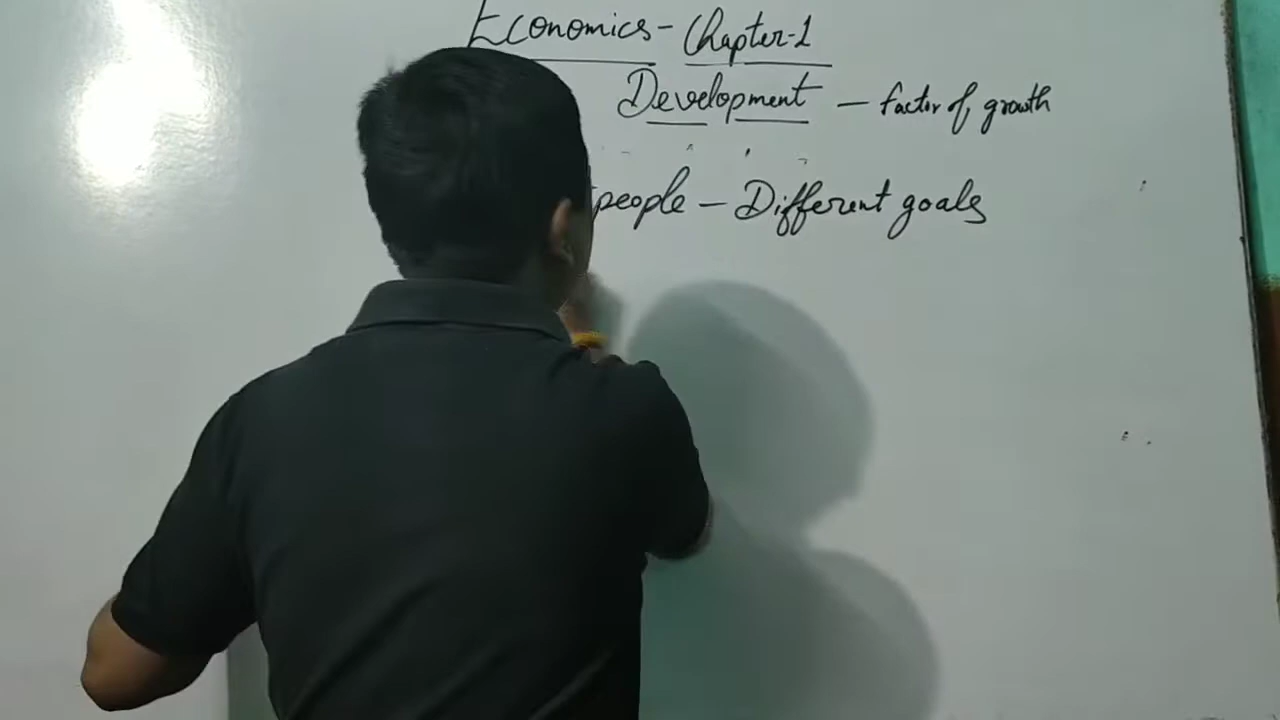 Economics - Chapter-1
Development - factor of growth
people - Different goals